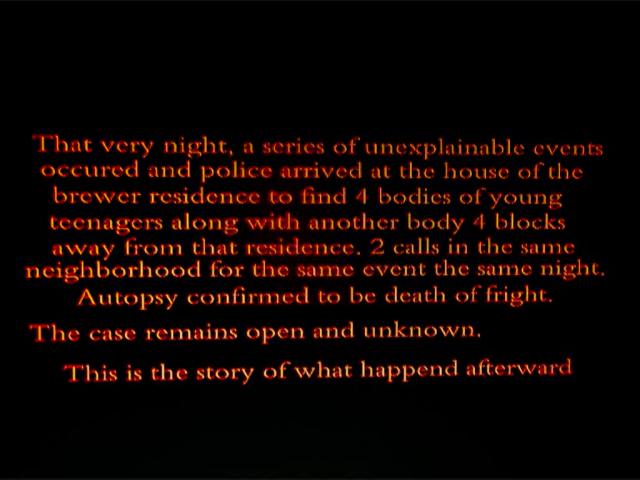 That very night, a series of unexplainable events
occured and police arrived at the house of the
brewer residence to find 4 bodies of young
teenagers along with another body 4 blocks
away from that residence. 2 calls in the same
neighborhood for the same event the same night.
Autopsy confirmed to be death of fright.
The case remains open and unknown.
This is the story of what happend afterward